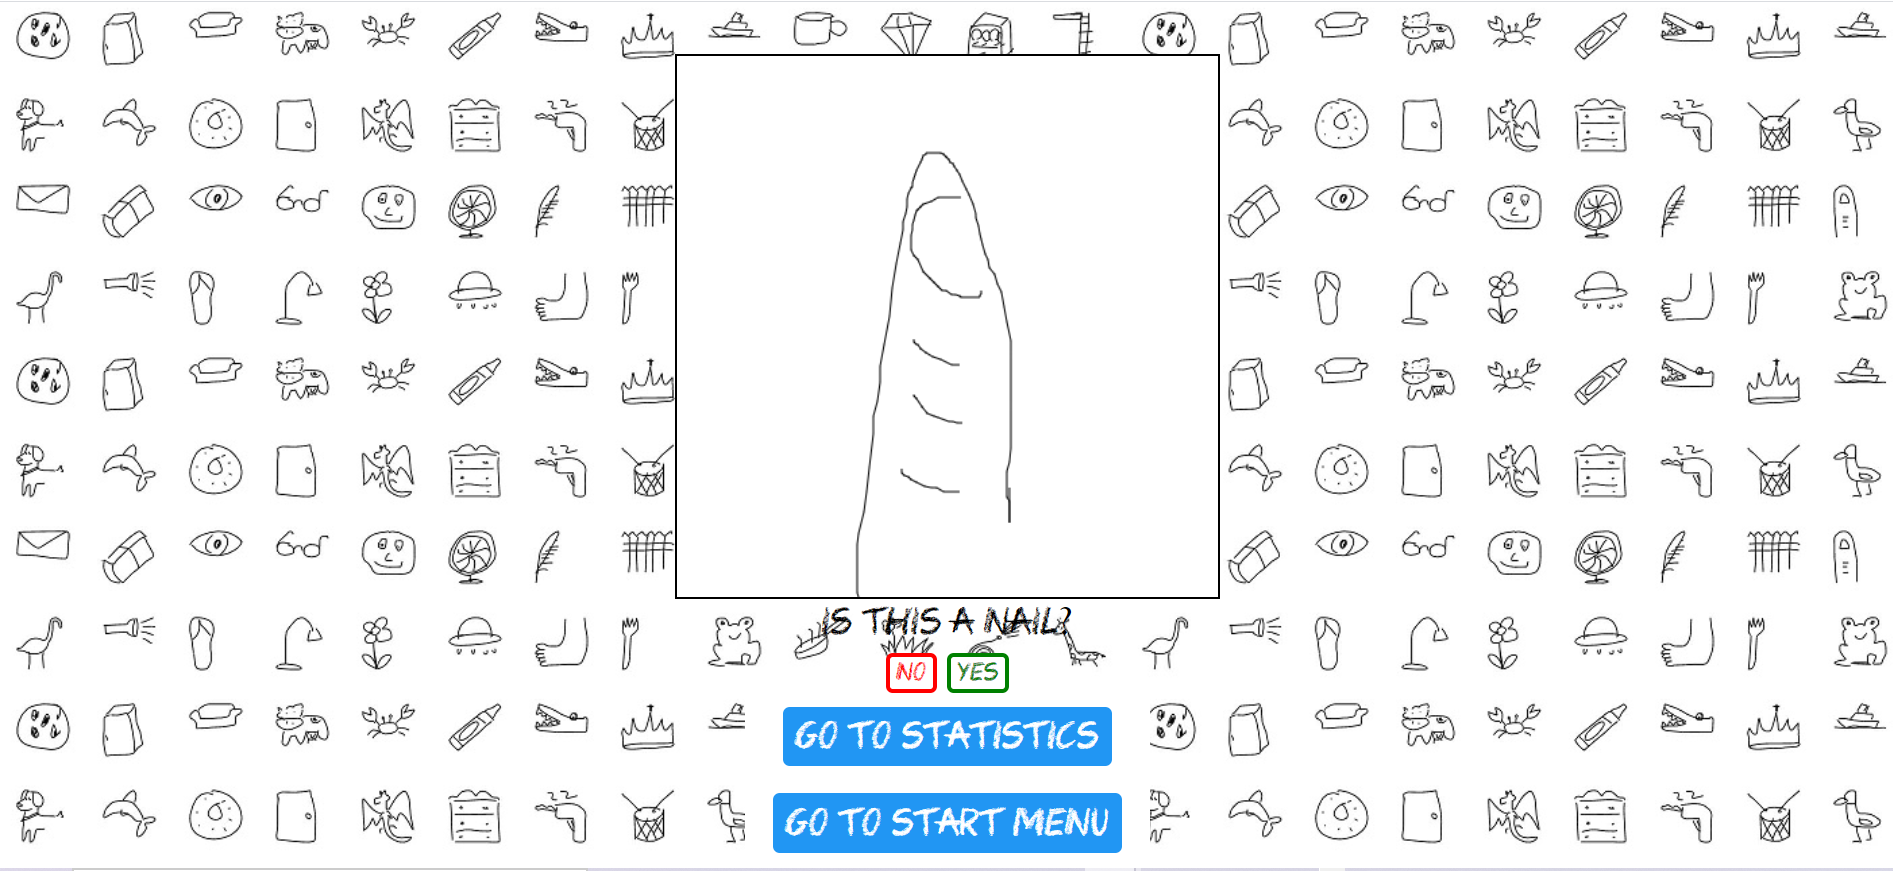 IS THIS A NAIL?
NO YES
GO TO STATISTICS
GO TO START MENU